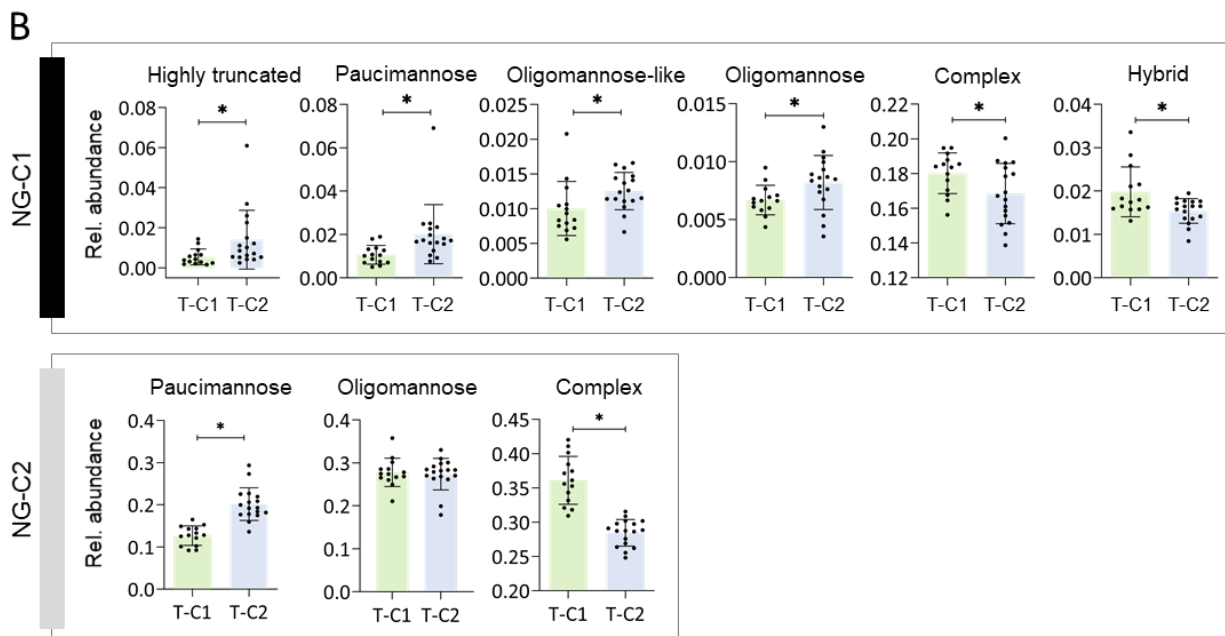 B
NG-C1
Highly truncated
Paucimannose
Oligomannose-like
Oligomannose
Complex
Hybrid
Rel. abundance
0.08
0.06
0.04
0.02
0.00
*
T-C1 T-C2
0.08
0.06
0.04
0.02
0.00
*
T-C1 T-C2
0.025
0.020
0.015
0.010
0.005
0.000
*
T-C1 T-C2
0.015
0.010
0.005
0.000
*
T-C1 T-C2
0.22
0.20
0.18
0.16
0.14
0.12
*
T-C1 T-C2
0.04
0.03
0.02
0.01
0.00
*
T-C1 T-C2
NG-C2
Paucimannose
Oligomannose
Complex
Rel. abundance
0.4
0.3
0.2
0.1
0.0
*
T-C1 T-C2
0.4
0.3
0.2
0.1
0.0
T-C1 T-C2
0.45
0.40
0.35
0.30
0.25
0.20
*
T-C1 T-C2